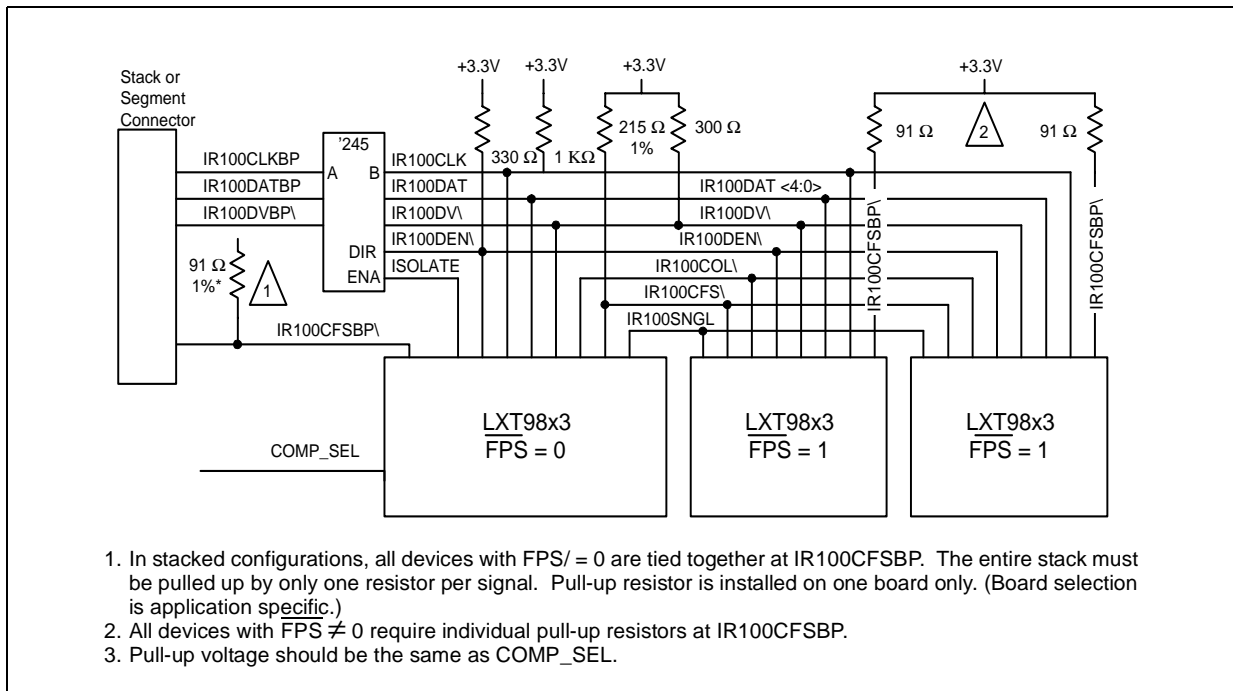 +3.3V
+3.3V
+3.3V
+3.3V
Stack or
Segment
Connector
'245
330 Ω
1 KΩ
215 Ω
1%
300 Ω
91 Ω
2
91 Ω
IR100CLKBP
A
B
IR100CLK
IR100DATBP
IR100DAT
IR100DAT <4:0>
IR100DVBP\
IR100DV\
IR100DV\
DIR
IR100DEN\
IR100DEN\
ENA
ISOLATE
91 Ω
1%*
1
IR100COL\
IR100CFS\
IR100SNGL
IR100CFSBP\
IR100CFSBP\
IR100CFSBP\
LXT98x3
FPS = 0
LXT98x3
FPS = 1
LXT98x3
FPS = 1
COMP_SEL
1. In stacked configurations, all devices with FPS/ = 0 are tied together at IR100CFSBP. The entire stack must
be pulled up by only one resistor per signal. Pull-up resistor is installed on one board only. (Board selection
is application specific.)
2. All devices with FPS ≠ 0 require individual pull-up resistors at IR100CFSBP.
3. Pull-up voltage should be the same as COMP_SEL.